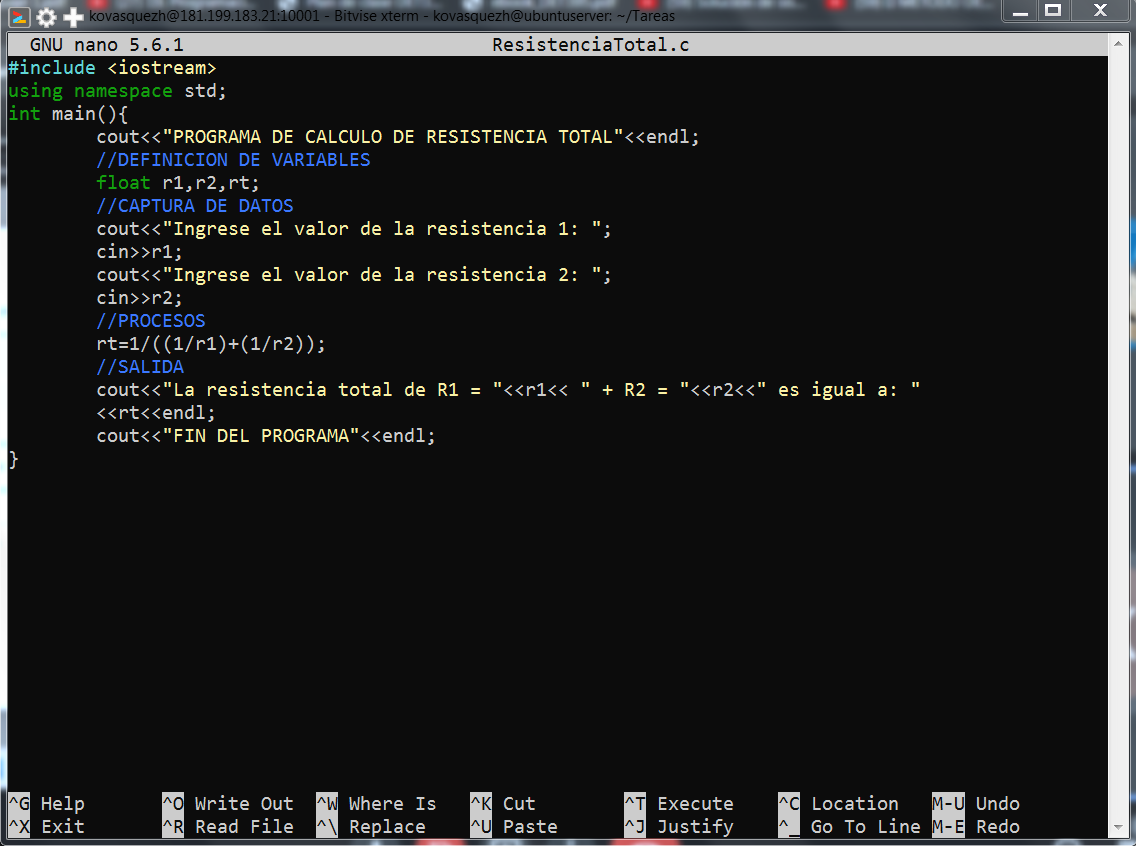 kovasquezh@181.199.183.21:10001 - Bitvise xterm - kovasquezh@ubuntuserver: ~/Tareas
GNU nano 5.6.1 ResistenciaTotal.c
#include <iostream>
using namespace std;
int main(){
        cout<<"PROGRAMA DE CALCULO DE RESISTENCIA TOTAL"<<endl;
        //DEFINICION DE VARIABLES
        float r1,r2,rt;
        //CAPTURA DE DATOS
        cout<<"Ingrese el valor de la resistencia 1: ";
        cin>>r1;
        cout<<"Ingrese el valor de la resistencia 2: ";
        cin>>r2;
        //PROCESOS
        rt=1/((1/r1)+(1/r2));
        //SALIDA
        cout<<"La resistencia total de R1 = "<<r1<< " + R2 = "<<r2<<" es igual a: "
        <<rt<<endl;
        cout<<"FIN DEL PROGRAMA"<<endl;
}
^G Help ^O Write Out ^W Where Is ^K Cut ^T Execute ^C Location M-U Undo
^X Exit ^R Read File ^\ Replace ^U Paste ^J Justify ^_ Go To Line M-E Redo